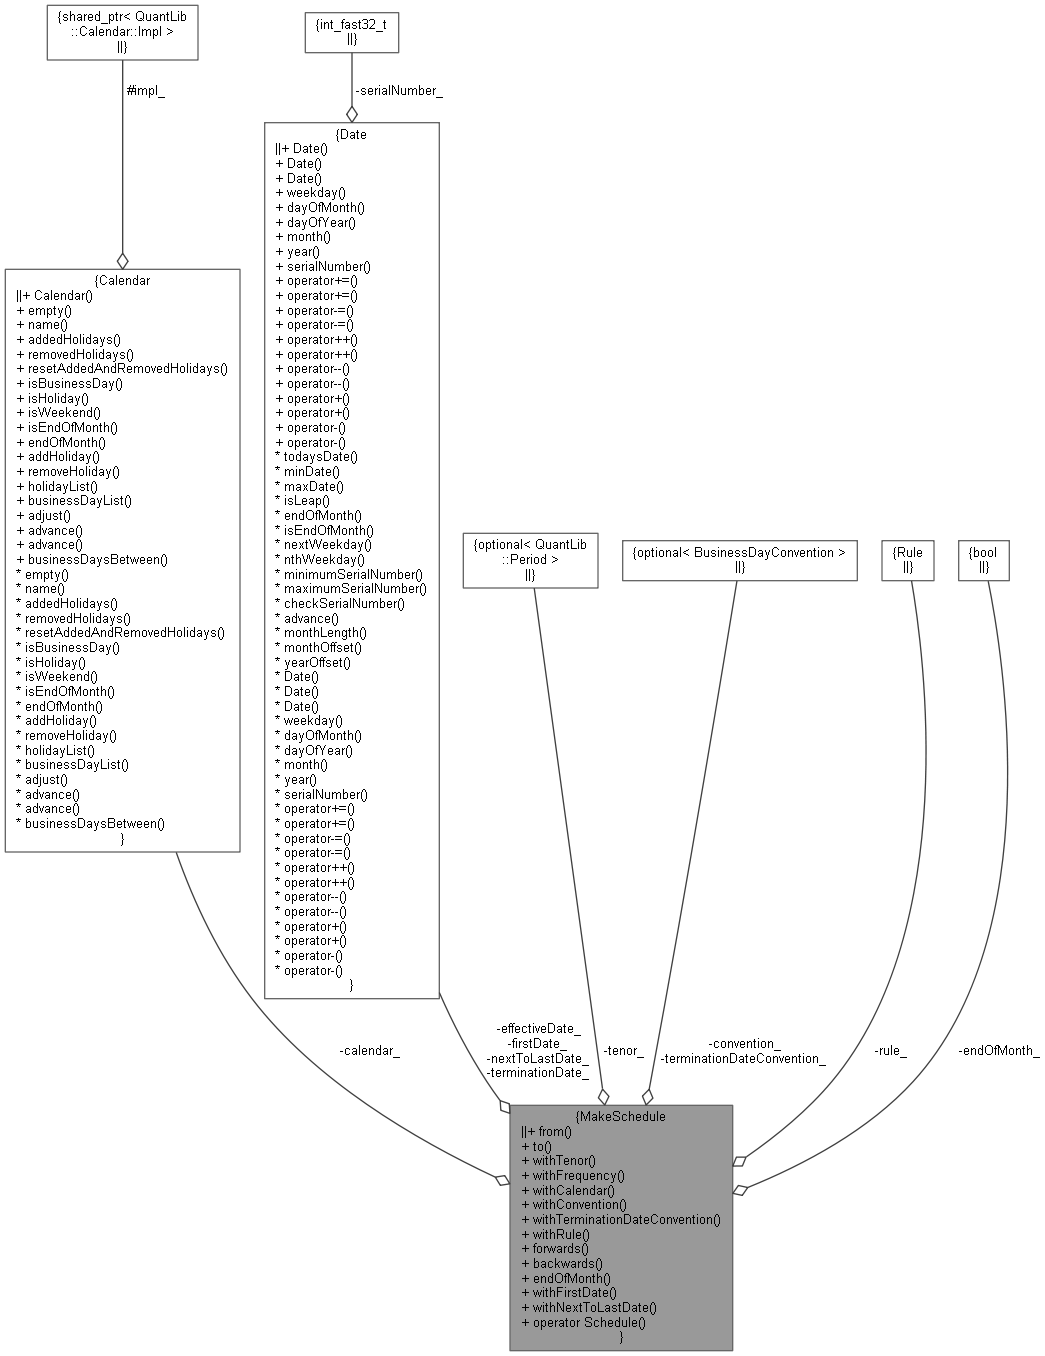 {shared_ptr< QuantLib
::Calendar::Impl >
||}
#impl_
{int_fast32_t
||}
-serialNumber_
{Calendar
||+ Calendar()
+ empty()
+ name()
+ addedHolidays()
+ removedHolidays()
+ resetAddedAndRemovedHolidays()
+ isBusinessDay()
+ isHoliday()
+ isWeekend()
+ isEndOfMonth()
+ endOfMonth()
+ addHoliday()
+ removeHoliday()
+ holidayList()
+ businessDayList()
+ adjust()
+ advance()
+ advance()
+ businessDaysBetween()
* empty()
* name()
* addedHolidays()
* removedHolidays()
* resetAddedAndRemovedHolidays()
* isBusinessDay()
* isHoliday()
* isWeekend()
* isEndOfMonth()
* endOfMonth()
* addHoliday()
* removeHoliday()
* holidayList()
* businessDayList()
* adjust()
* advance()
* advance()
* businessDaysBetween()
}
{Date
||+ Date()
+ Date()
+ Date()
+ weekday()
+ dayOfMonth()
+ dayOfYear()
+ month()
+ year()
+ serialNumber()
+ operator+=()
+ operator+=()
+ operator-=()
+ operator-=()
+ operator++()
+ operator++()
+ operator--()
+ operator--()
+ operator+()
+ operator+()
+ operator-()
+ operator-()
* todaysDate()
* minDate()
* maxDate()
* isLeap()
* endOfMonth()
* isEndOfMonth()
* nextWeekday()
* nthWeekday()
* minimumSerialNumber()
* maximumSerialNumber()
* checkSerialNumber()
* advance()
* monthLength()
* monthOffset()
* yearOffset()
* Date()
* Date()
* Date()
* weekday()
* dayOfMonth()
* dayOfYear()
* month()
* year()
* serialNumber()
* operator+=()
* operator+=()
* operator-=()
* operator-=()
* operator++()
* operator++()
* operator--()
* operator--()
* operator+()
* operator+()
* operator-()
* operator-()
}
{optional< QuantLib
::Period >
||}
{optional< BusinessDayConvention >
||}
{Rule
||}
{bool
||}
-calendar_
-effectiveDate_
-firstDate_
-nextToLastDate_
-terminationDate_
-tenor_
-convention_
-terminationDateConvention_
-rule_
-endOfMonth_
{MakeSchedule
||+ from()
+ to()
+ withTenor()
+ withFrequency()
+ withCalendar()
+ withConvention()
+ withTerminationDateConvention()
+ withRule()
+ forwards()
+ backwards()
+ endOfMonth()
+ withFirstDate()
+ withNextToLastDate()
+ operator Schedule()
}